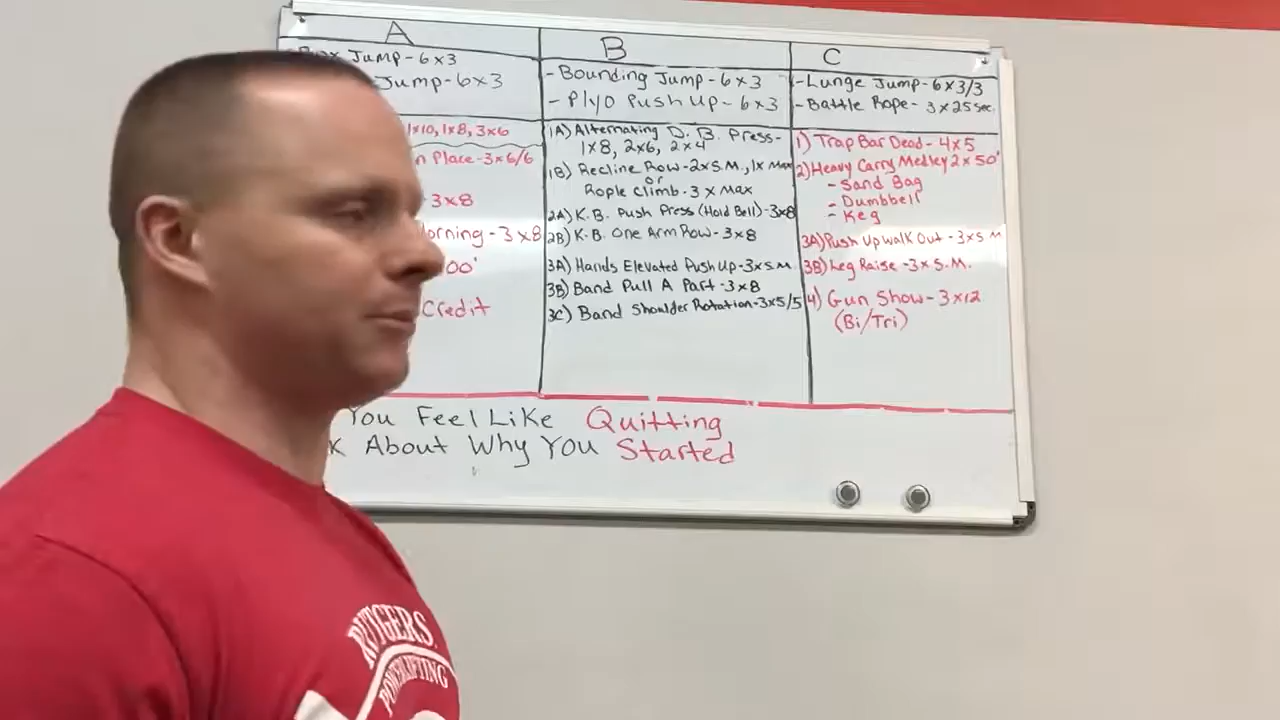 A
Jump-6x3
Jump-6x3
1x10, 1x8, 3x6
n Place-3x6/6
3x8
orning-3x8
00'
Credit
B
-Bounding Jump-6x3
-Plyo Push Up-6x3
1A) Alternating D.B. Press-
1x8, 2x6, 2x4
1B) Recline Row-2xS.M., 1x Max
or
Rople Climb-3xMax
2A) K.B. Push Press (Hold Bell)-3x8
2B) K.B. One Arm Row-3x8
3A) Hands Elevated Push Up-3xS.M.
3B) Band Pull A Part-3x8
3C) Band Shoulder Rotation-3x5/5
C
-Lunge Jump-6x3/3
-Battle Rope-3x25sec.
1) Trap Bar Dead-4x5
2) Heavy Carry Medley 2x50'
-Sand Bag
-Dumbbell
-Keg
3A) Push Up Walk Out-3xS.M
3B) Leg Raise-3xS.M.
4) Gun Show-3x12
(Bi/Tri)
You Feel Like Quitting
k About Why You Started
RUTGERS
POWERLIFTING